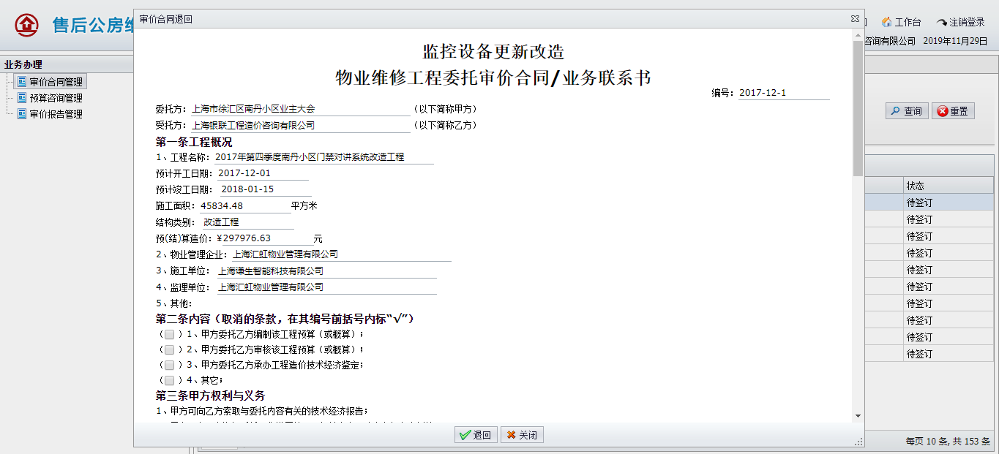 售后公房维
工作台
注销登录
咨询有限公司 2019年11月29日
业务办理
审价合同管理
预算咨询管理
审价报告管理
审价合同退回
监控设备更新改造
物业维修工程委托审价合同/业务联系书
编号: 2017-12-1
委托方: 上海市徐汇区南丹小区业主大会 (以下简称甲方)
受托方: 上海银联工程造价咨询有限公司 (以下简称乙方)
第一条工程概况
1、工程名称: 2017年第四季度南丹小区门禁对讲系统改造工程
预计开工日期: 2017-12-01
预计竣工日期: 2018-01-15
施工面积: 45834.48 平方米
结构类别: 改造工程
预(结)算造价: ¥297976.63 元
2、物业管理企业: 上海汇虹物业管理有限公司
3、施工单位: 上海谦生智能科技有限公司
4、监理单位: 上海汇虹物业管理有限公司
5、其他:
第二条内容(取消的条款，在其编号前括号内标“√”)
( ) 1、甲方委托乙方编制该工程预算(或概算);
( ) 2、甲方委托乙方审核该工程预算(或概算);
( ) 3、甲方委托乙方承办工程造价技术经济鉴定;
( ) 4、其它;
第三条甲方权利与义务
1、甲方可向乙方索取与委托内容有关的技术经济报告;
退回
关闭
查询
重置
状态
待签订
待签订
待签订
待签订
待签订
待签订
待签订
待签订
待签订
待签订
每页 10 条, 共 153 条